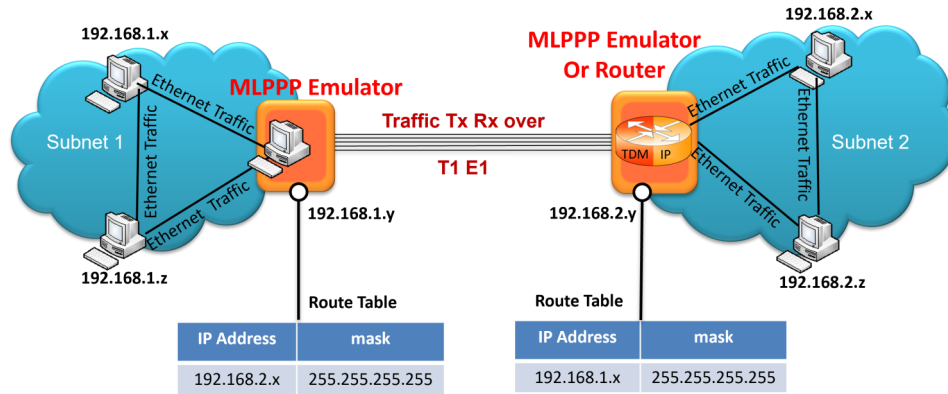 192.168.1.x
192.168.2.x
MLPPP Emulator
Or Router
MLPPP Emulator
Ethernet Traffic
Ethernet Traffic
Ethernet Traffic
Subnet 1
Traffic Tx Rx over
T1 E1
TDM IP
Ethernet Traffic
Ethernet Traffic
Ethernet Traffic
Subnet 2
192.168.1.z
192.168.1.y
192.168.2.y
192.168.2.z
Route Table
IP Address mask
192.168.2.x 255.255.255.255
Route Table
IP Address mask
192.168.1.x 255.255.255.255